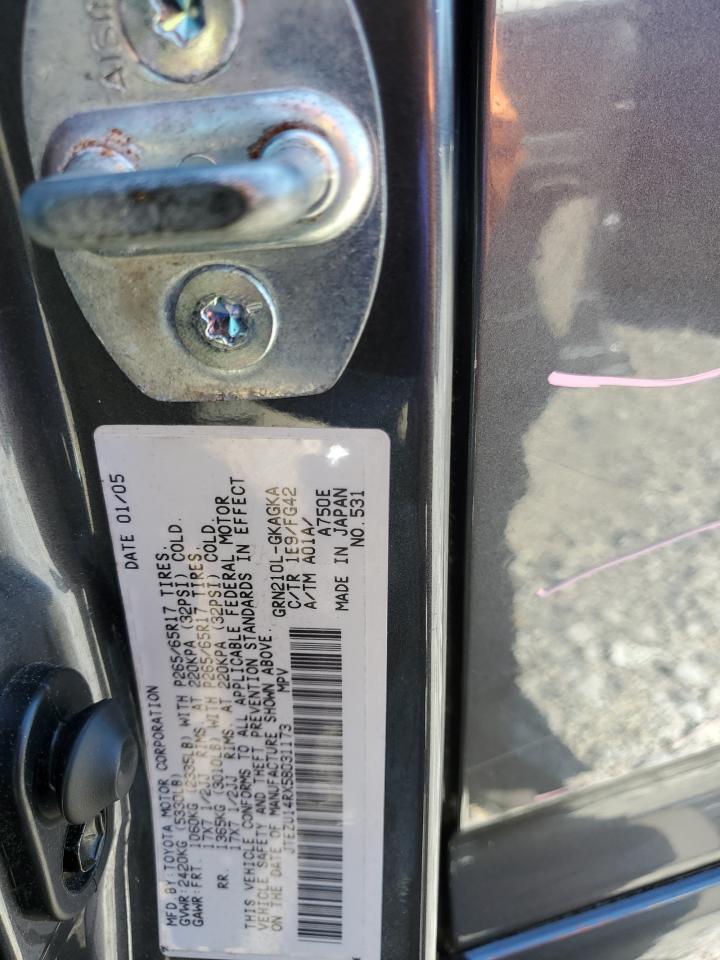 AISIN
MFD.BY:TOYOTA MOTOR CORPORATION DATE 01/05
GVWR:2420KG (5330LB)
GAWR:FRT. 1060KG (2335LB) WITH P265/65R17 TIRES,
17X7 1/2JJ RIMS, AT 220KPA (32PSI) COLD.
RR. 1365KG (3010LB) WITH P265/65R17 TIRES,
17X7 1/2JJ RIMS, AT 220KPA (32PSI) COLD.
THIS VEHICLE CONFORMS TO ALL APPLICABLE FEDERAL MOTOR
VEHICLE SAFETY AND THEFT PREVENTION STANDARDS IN EFFECT
ON THE DATE OF MANUFACTURE SHOWN ABOVE.
JTEZU14RX58031173 MPV GRN210L-GKAGKA
C/TR 1E9/FG42
A/TM A01A/ A750E
MADE IN JAPAN
NO.531